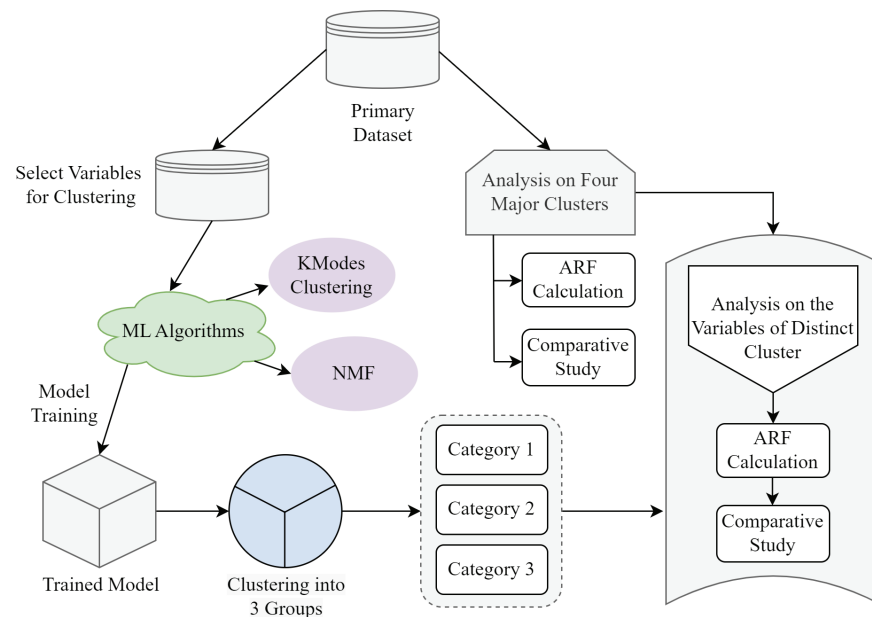 Primary
Dataset
Select Variables
for Clustering
Analysis on Four
Major Clusters
KModes
Clustering
ML Algorithms
NMF
ARF
Calculation
Comparative
Study
Analysis on the
Variables of Distinct
Cluster
ARF
Calculation
Comparative
Study
Model
Training
Trained Model
Clustering into
3 Groups
Category 1
Category 2
Category 3